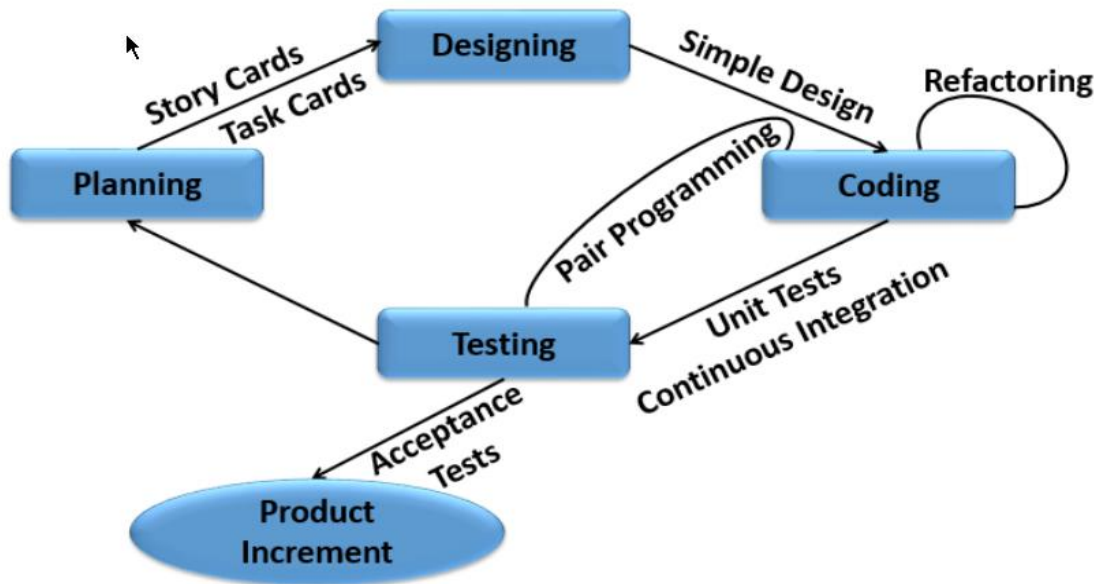 Designing
Story Cards
Task Cards
Simple Design
Refactoring
Planning
Pair Programming
Coding
Testing
Unit Tests
Continuous Integration
Acceptance
Tests
Product
Increment